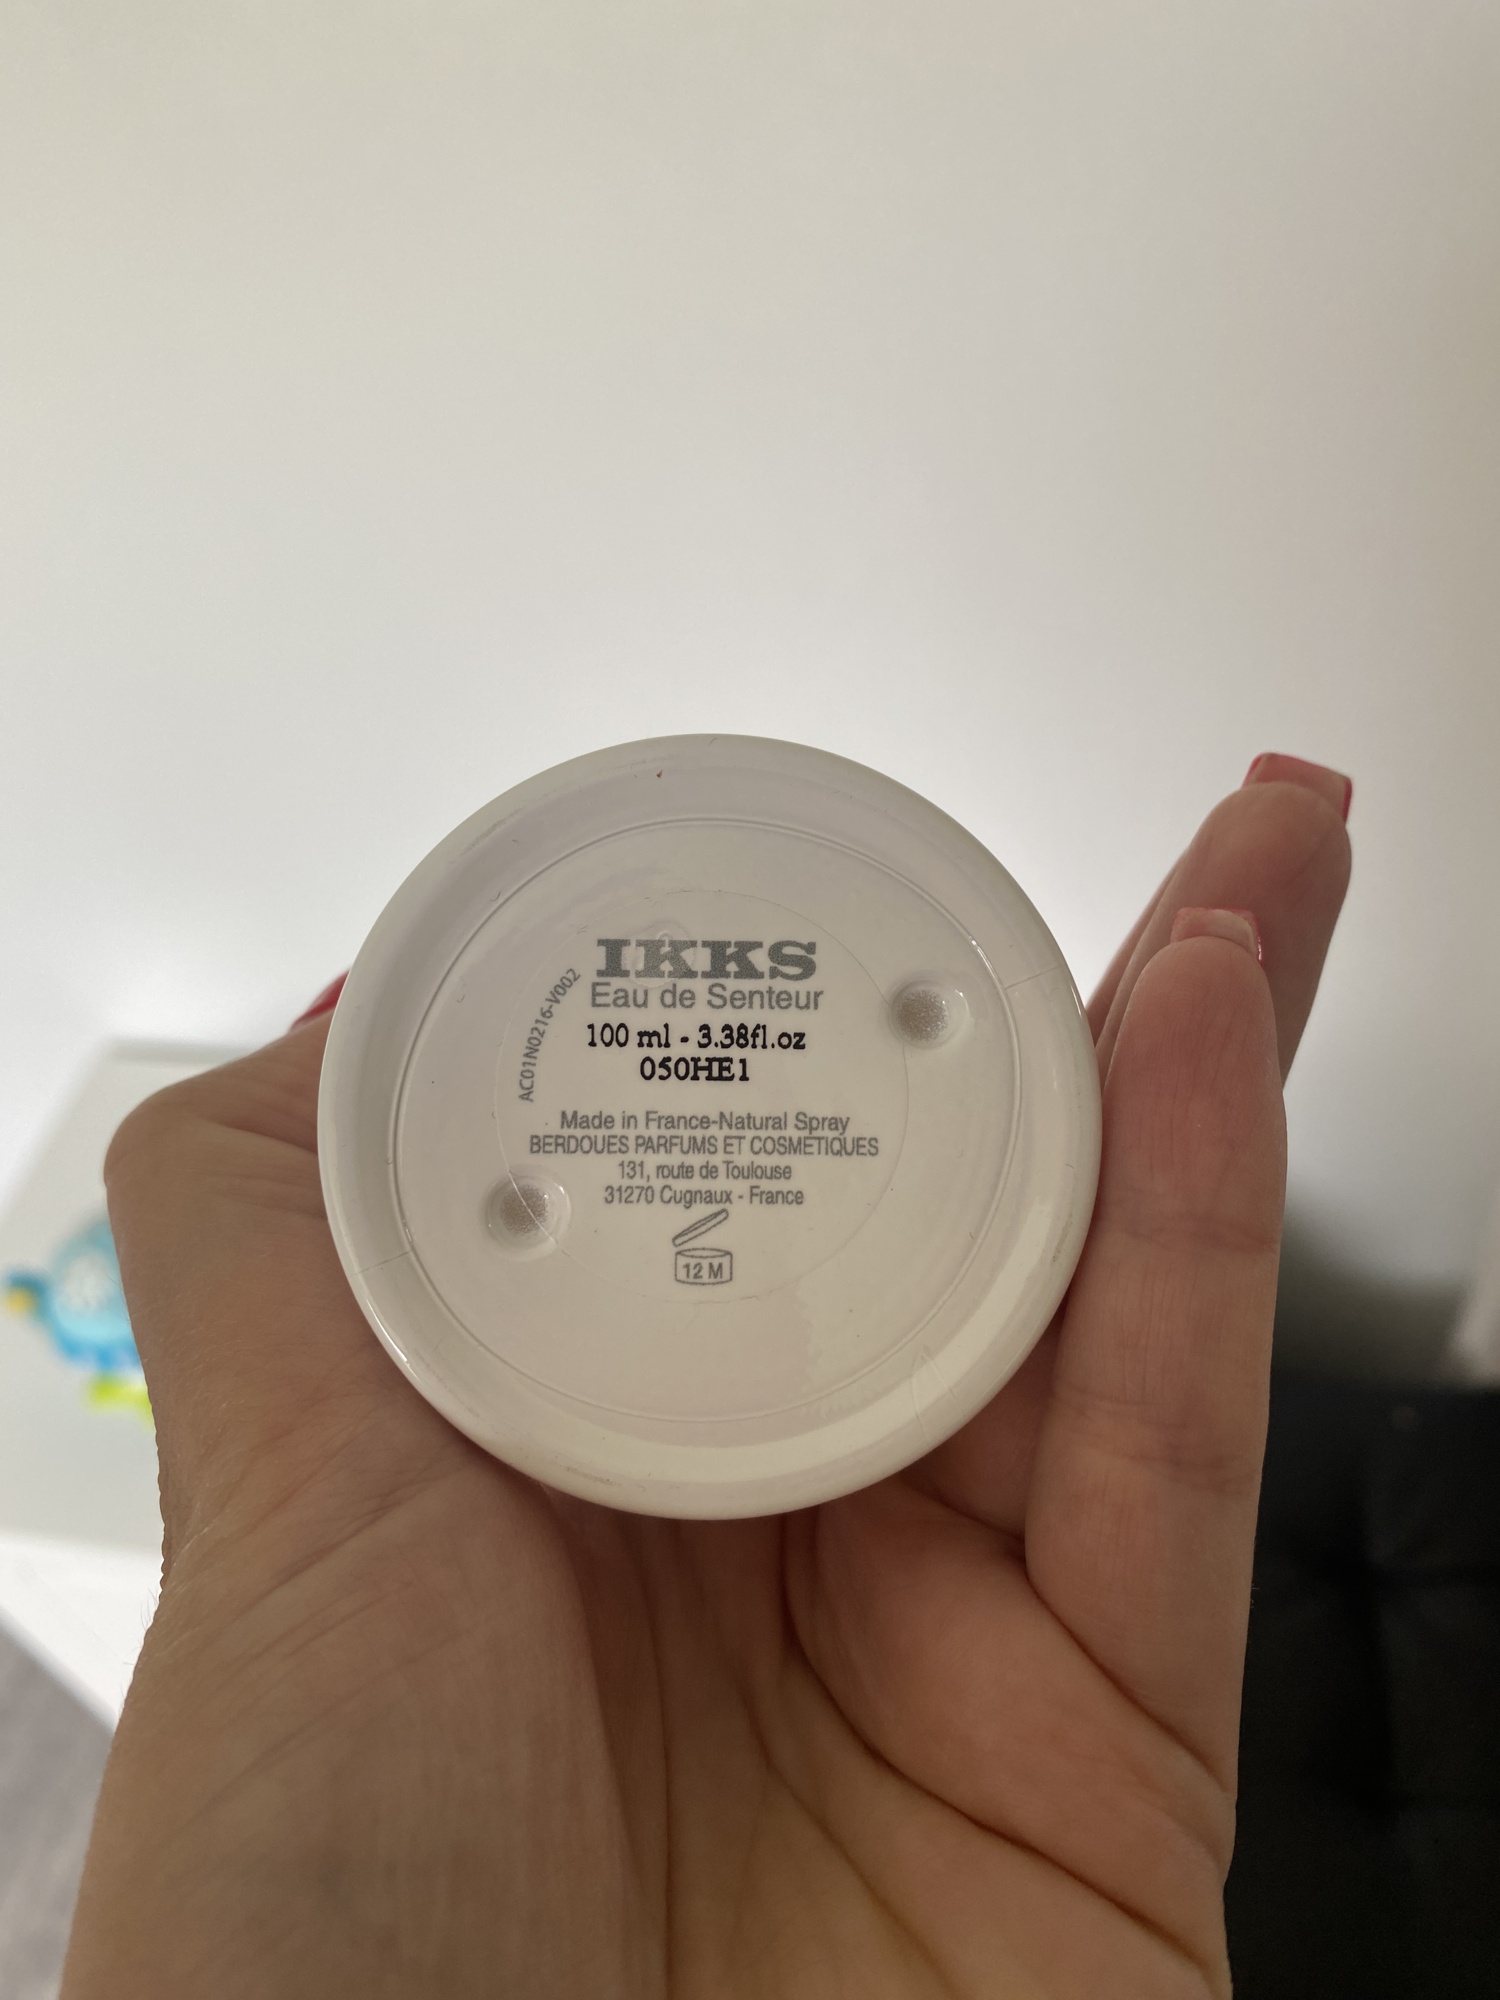 IKKS
Eau de Senteur
100 ml - 3.38fl.oz
050HE1
AC01N0216-V002
Made in France-Natural Spray
BERDOUES PARFUMS ET COSMETIQUES
131, route de Toulouse
31270 Cugnaux - France
12 M